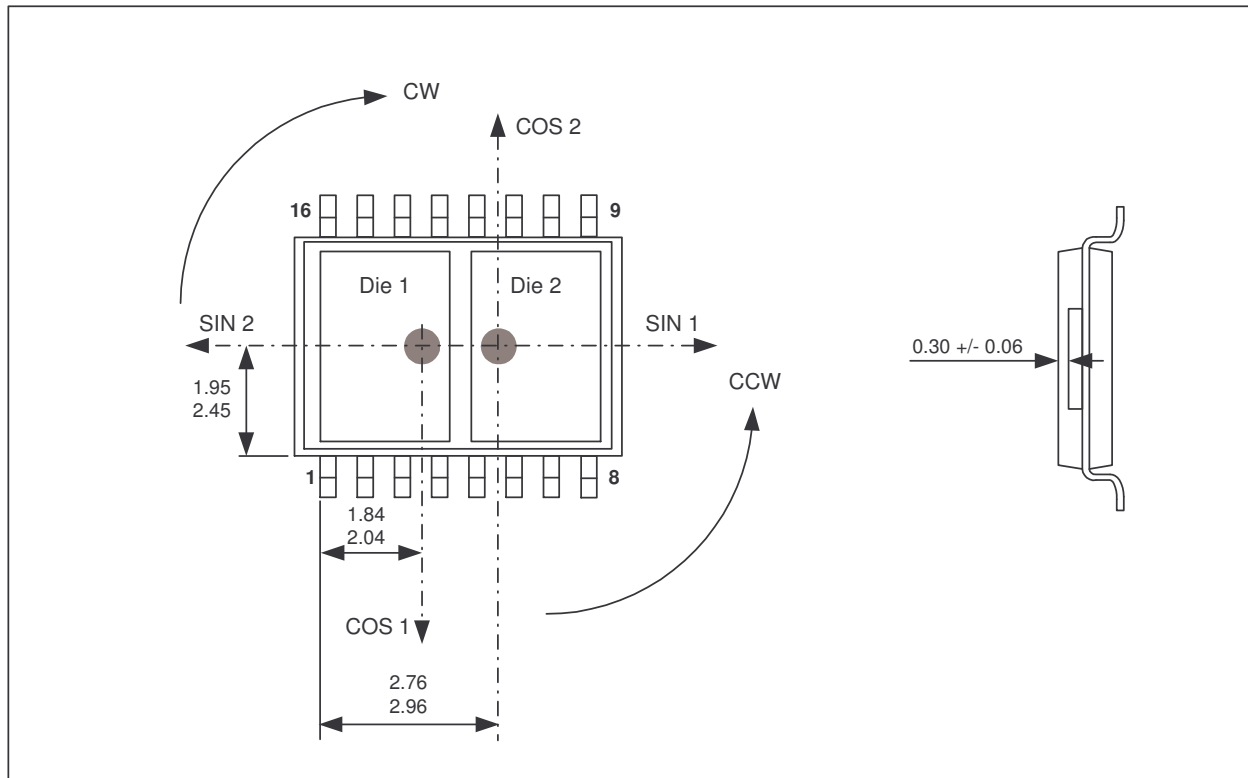 CW
COS 2
16
9
Die 1
Die 2
SIN 2
SIN 1
0.30 +/- 0.06
CCW
1.95
2.45
1
8
1.84
2.04
COS 1
2.76
2.96